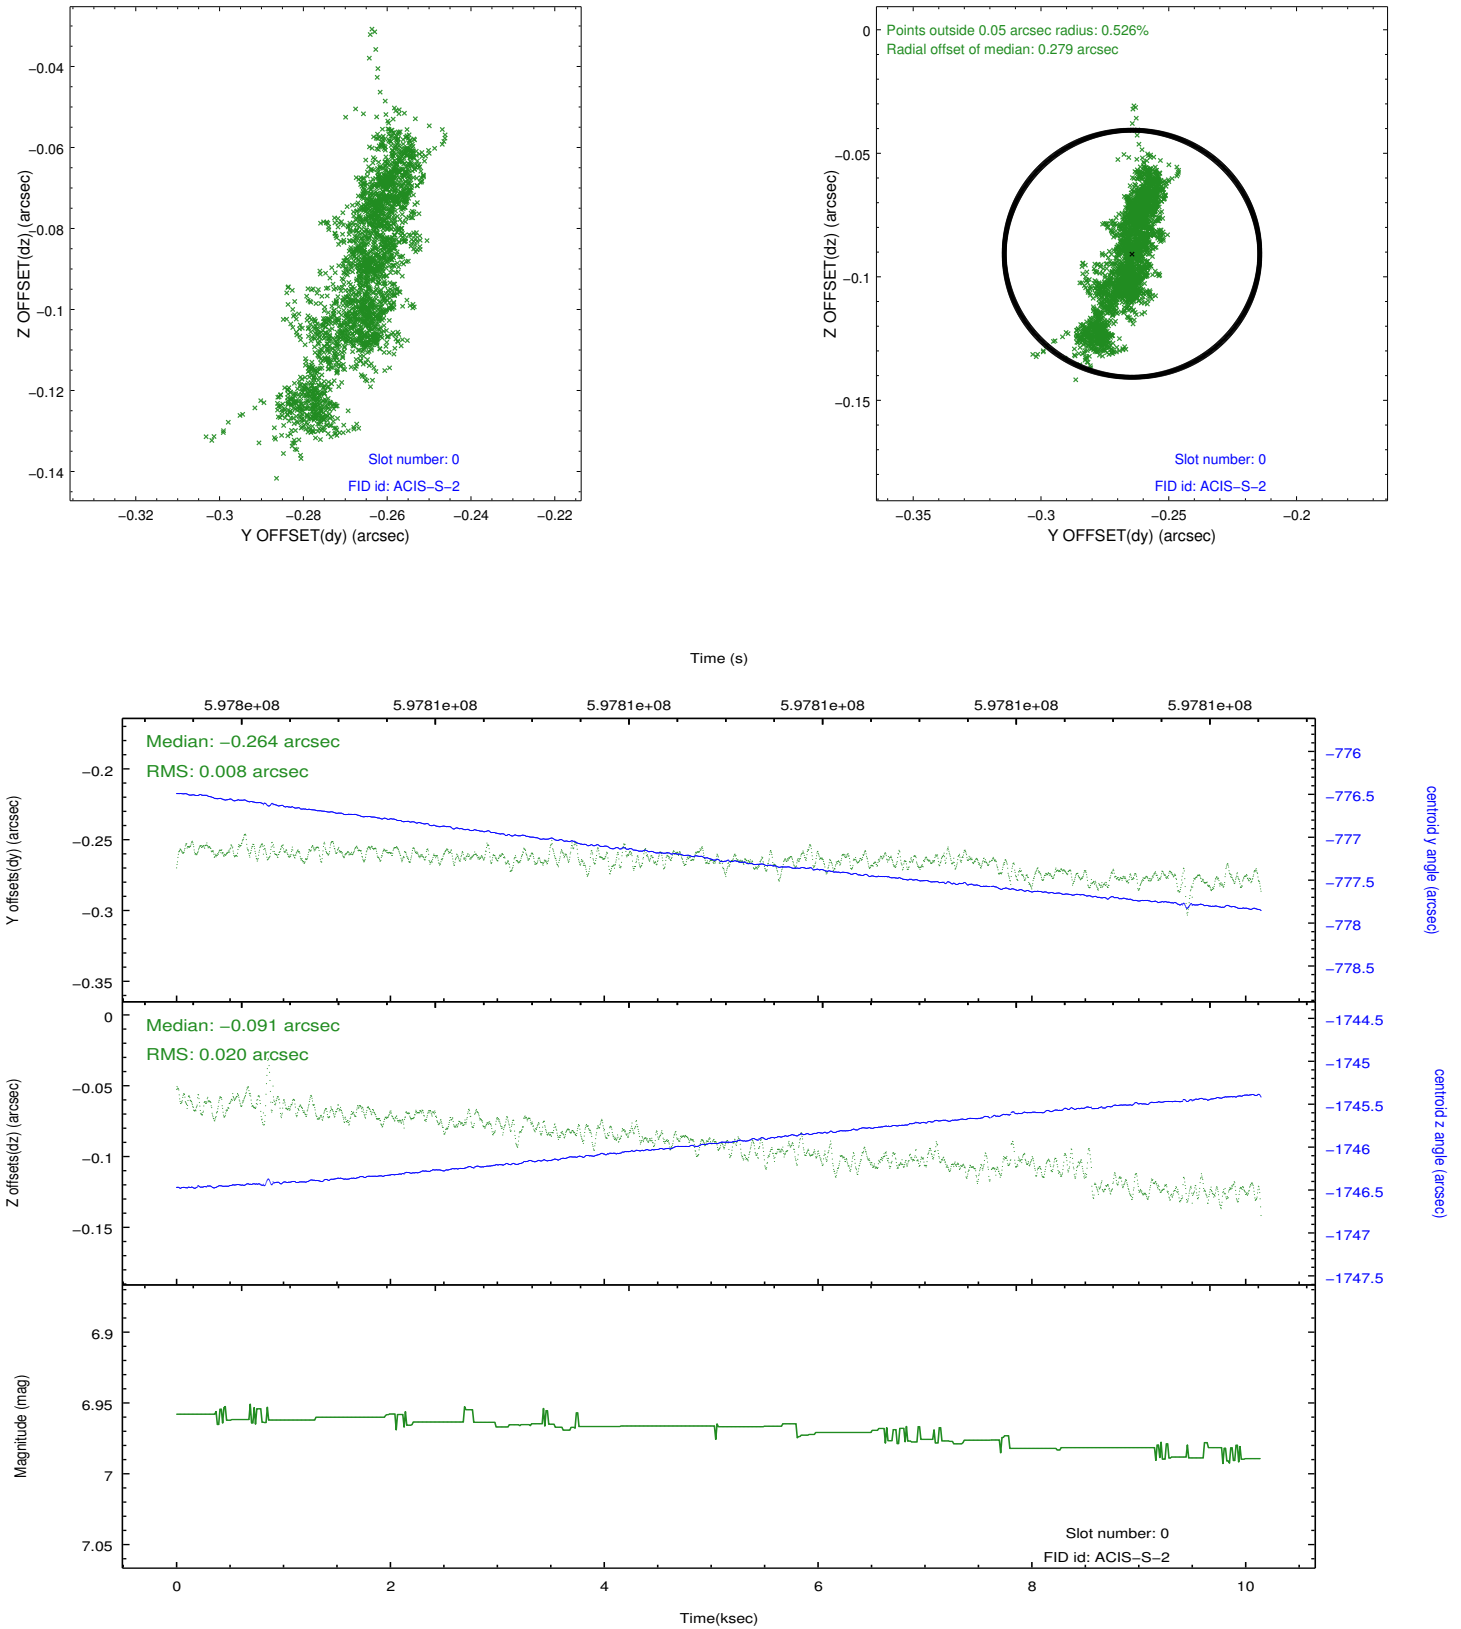 −0.04
−0.06
−0.08
−0.1
−0.12
−0.14
Z OFFSET(dz) (arcsec)
−0.32 −0.3 −0.28 −0.26 −0.24 −0.22
Y OFFSET(dy) (arcsec)
Slot number: 0
FID id: ACIS−S−2
Points outside 0.05 arcsec radius: 0.526%
Radial offset of median: 0.279 arcsec
0
−0.05
−0.1
−0.15
Z OFFSET(dz) (arcsec)
Slot number: 0
FID id: ACIS−S−2
−0.35 −0.3 −0.25 −0.2
Y OFFSET(dy) (arcsec)
Time (s)
5.978e+08 5.9781e+08 5.9781e+08 5.9781e+08 5.9781e+08 5.9781e+08
Median: −0.264 arcsec
RMS: 0.008 arcsec
−0.2
−0.25
−0.3
−0.35
Y offsets(dy) (arcsec)
−776
−776.5
−777
−777.5
−778
−778.5
centroid y angle (arcsec)
Median: −0.091 arcsec
RMS: 0.020 arcsec
0
−0.05
−0.1
−0.15
Z offsets(dz) (arcsec)
−1744.5
−1745
−1745.5
−1746
−1746.5
−1747
−1747.5
centroid z angle (arcsec)
6.9
6.95
7
7.05
Magnitude (mag)
Slot number: 0
FID id: ACIS−S−2
0 2 4 6 8 10
Time(ksec)